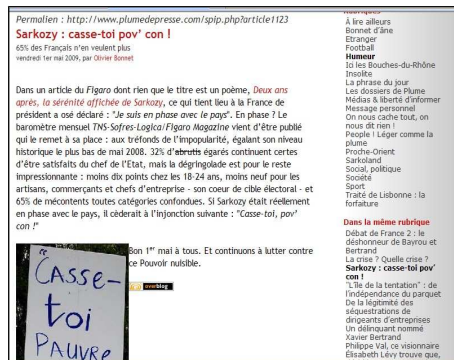 Permalien : http://www.plumedepresse.com/spip.php?article1123
Sarkozy : casse-toi pov' con !
65% des Français n'en veulent plus
vendredi 1er mai 2009, par Olivier Bonnet
Dans un article du Figaro dont rien que le titre est un poème, Deux ans
après, la sérénité affichée de Sarkozy, ce qui tient lieu à la France de
président a osé déclaré : "Je suis en phase avec le pays". En phase ? Le
baromètre mensuel TNS-Sofres-Logica/Figaro Magazine vient d'être publié
qui le remet à sa place : aux tréfonds de l'impopularité, égalant son niveau
historique le plus bas de mai 2008. 32% d'abrutis égarés continuent certes
d'être satisfaits du chef de l'Etat, mais la dégringolade est pour le reste
impressionnante : moins dix points chez les 18-24 ans, moins neuf pour les
artisans, commerçants et chefs d'entreprise - son coeur de cible électoral - et
65% de mécontents toutes catégories confondues. Si Sarkozy était réellement
en phase avec le pays, il cèderait à l'injonction suivante : "Casse-toi, pov'
con !"
CASSE-
toi
PAUVRE
Bon 1er mai à tous. Et continuons à lutter contre
ce Pouvoir nuisible.
overblog
Rubriques
À lire ailleurs
Bonnet d'âne
Etranger
Football
Humeur
Ici les Bouches-du-Rhône
Insolite
La phrase du jour
Les dossiers de Plume
Médias & liberté d'informer
Message personnel
On nous cache tout, on
nous dit rien !
People ! Léger comme la
plume
Proche-Orient
Sarkoland
Social, politique
Société
Sport
Traité de Lisbonne : la
forfaiture
Dans la même rubrique
Débat de France 2 : le
déshonneur de Bayrou et
Bertrand
La crise ? Quelle crise ?
Sarkozy : casse-toi pov'
con !
"L'île de la tentation" : de
l'indépendance du parquet
De la légitimité des
séquestrations de
dirigeants d'entreprises
Un délinquant nommé
Xavier Bertrand
Philippe Val, ce visionnaire
Élisabeth Lévy trouve que,